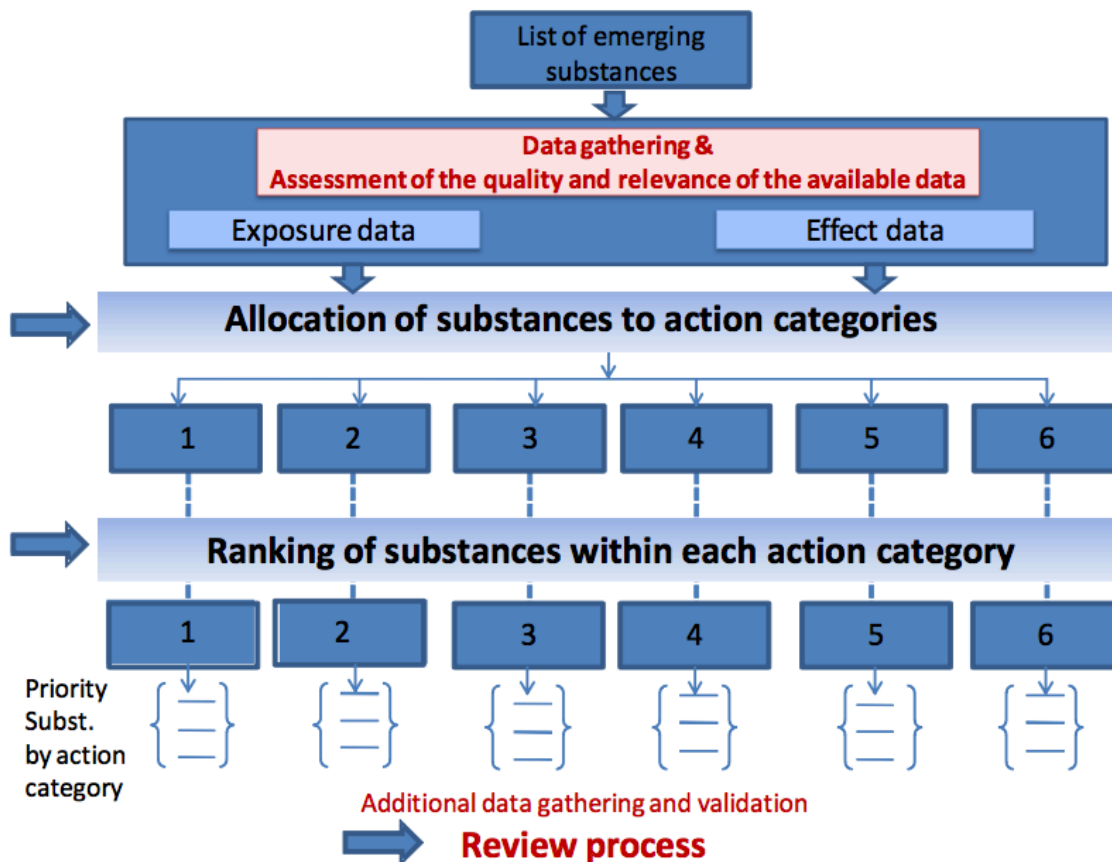 List of emerging
substances
Data gathering &
Assessment of the quality and relevance of the available data
Exposure data
Effect data
Allocation of substances to action categories
1
2
3
4
5
6
Ranking of substances within each action category
1
2
3
4
5
6
Priority
Subst.
by action
category
Additional data gathering and validation
Review process